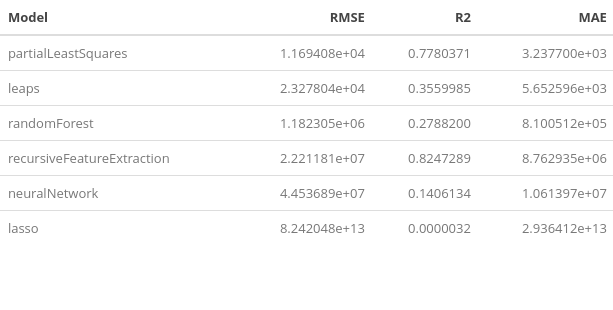 Model RMSE R2 MAE
partialLeastSquares 1.169408e+04 0.7780371 3.237700e+03
leaps 2.327804e+04 0.3559985 5.652596e+03
randomForest 1.182305e+06 0.2788200 8.100512e+05
recursiveFeatureExtraction 2.221181e+07 0.8247289 8.762935e+06
neuralNetwork 4.453689e+07 0.1406134 1.061397e+07
lasso 8.242048e+13 0.0000032 2.936412e+13